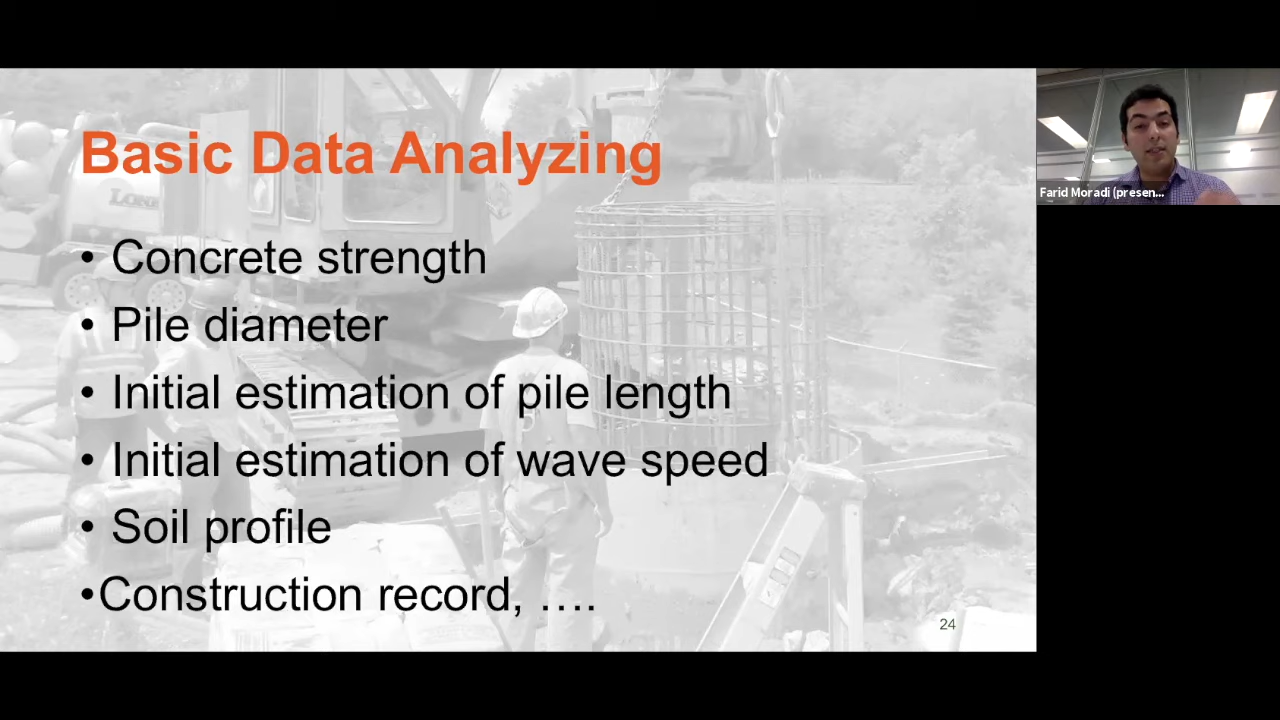 Basic Data Analyzing
• Concrete strength
• Pile diameter
• Initial estimation of pile length
• Initial estimation of wave speed
• Soil profile
•Construction record, ….
24
Farid Moradi (presen...